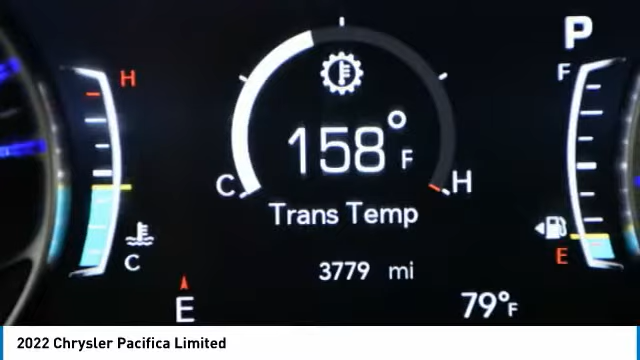 P
H
F
158°F
C
H
Trans Temp
E
C
3779 mi
E
79°F
2022 Chrysler Pacifica Limited